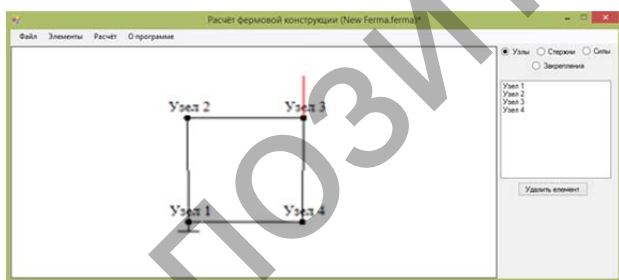 Расчёт фермовой конструкции (New Ferma.ferma)*
Файл Элементы Расчёт О программе
Узлы Стержни Силы
Закрепления
Узел 1
Узел 2
Узел 3
Узел 4
Удалить елемент
Узел 2 Узел 3
Узел 1 Узел 4
ПОЗИ